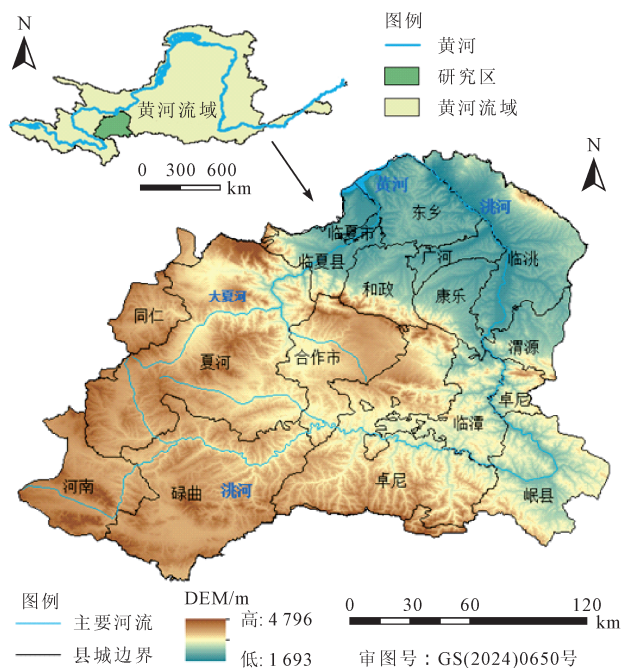 N
图例
黄河
研究区
黄河流域
黄河流域
0 300 600
km
N
黄河
洮河
东乡
临夏市
广河
临洮
临夏县
和政
康乐
大夏河
同仁
渭源
夏河
合作市
卓尼
临潭
河南
碌曲
洮河
卓尼
岷县
图例
主要河流
县城边界
DEM/m
高: 4 796
低: 1 693
0 30 60 120
km
审图号：GS(2024)0650号